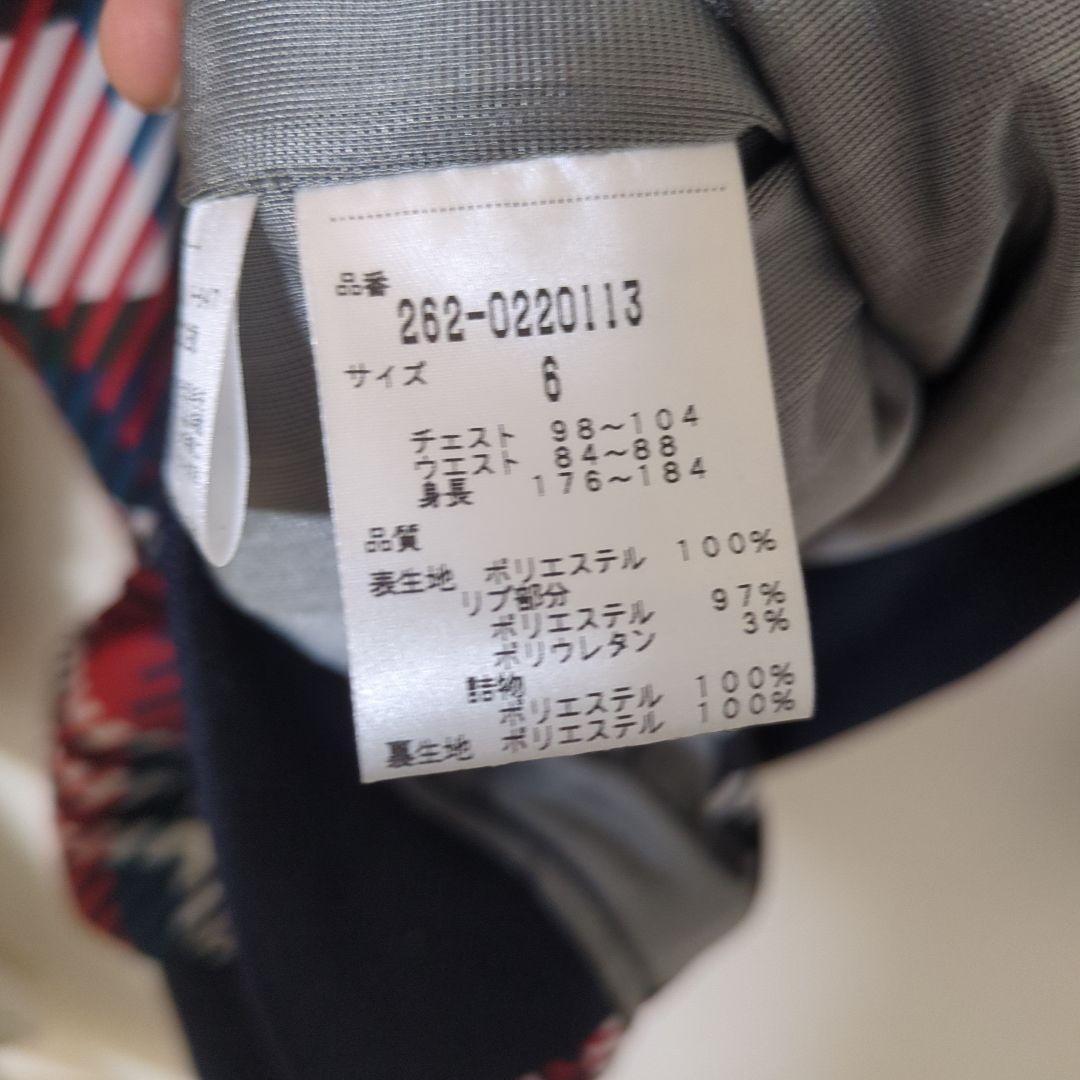 品番
262-0220113
サイズ 6
チェスト 98～104
ウエスト 84～88
身長 176～184
品質
表生地 ポリエステル 100%
リブ部分
ポリエステル 97%
ポリウレタン 3%
詰物
ポリエステル 100%
裏生地 ポリエステル 100%